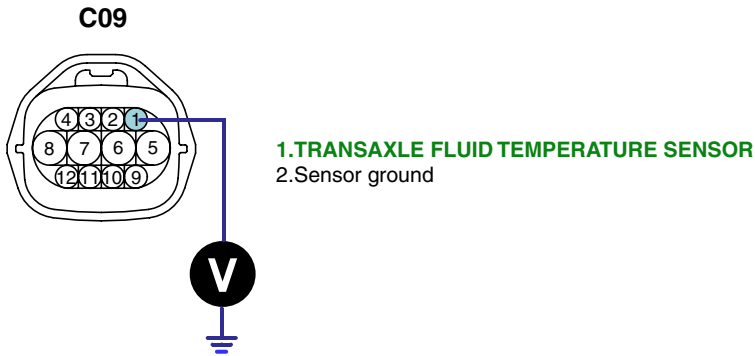 C09
4 3 2 1
8 7 6 5
12 11 10 9
1.TRANSAXLE FLUID TEMPERATURE SENSOR
2.Sensor ground
V